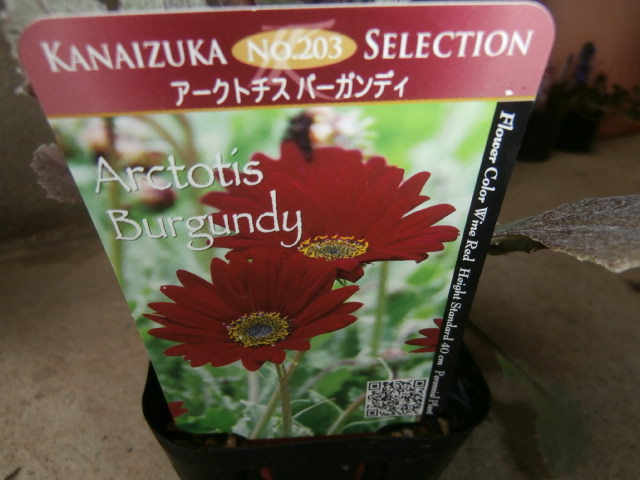 KANAIZUKA NO.203 SELECTION
アークトチス バーガンディ
Arctotis
Burgundy
Flower Color Wine Red Height Standard 40 cm Perennial Plant